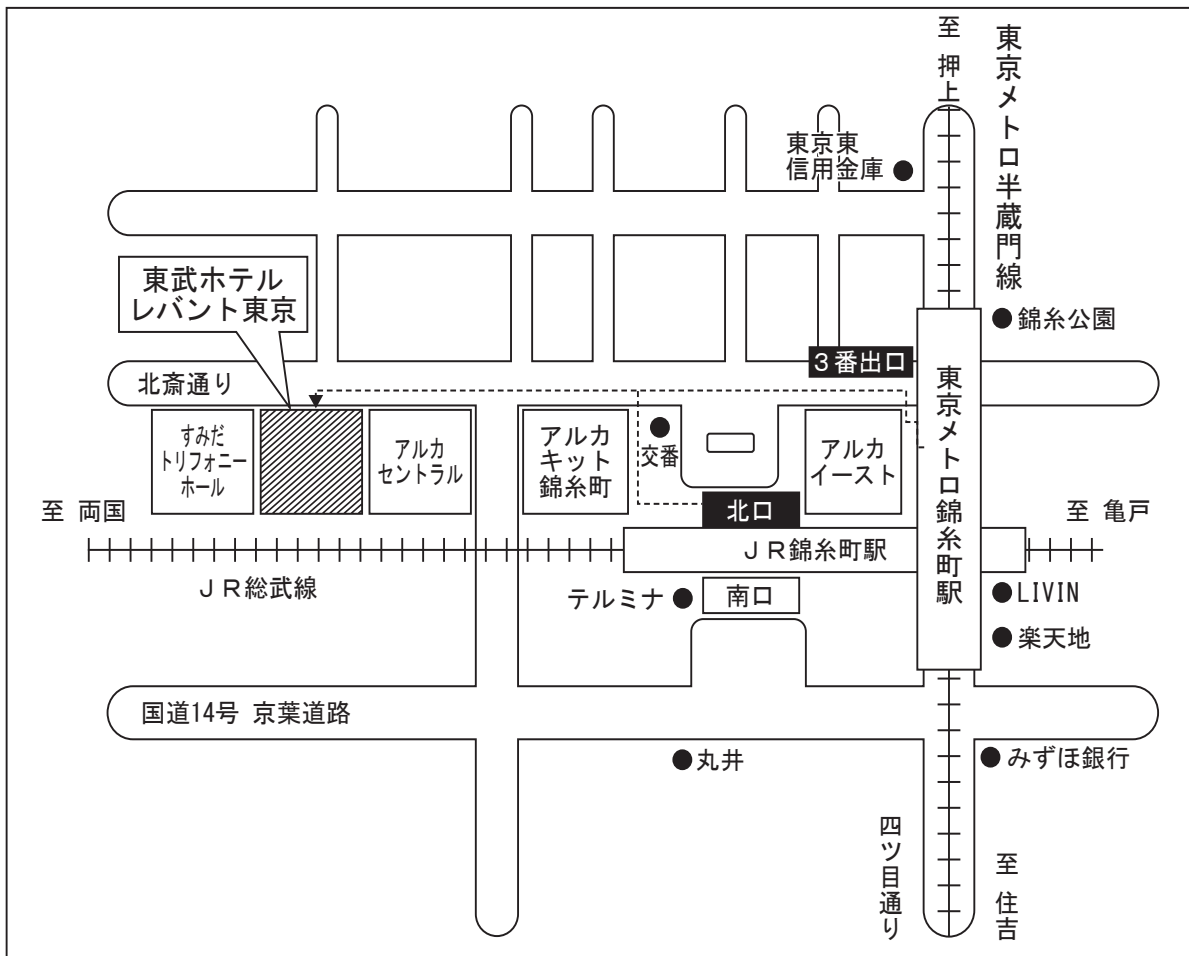 至 押上
東京メトロ半蔵門線
東京東
信用金庫
東武ホテル
レバント東京
錦糸公園
3番出口
北斎通り
東京メトロ錦糸町駅
すみだ
トリフォニー
ホール
アルカ
セントラル
アルカ
キット
錦糸町
交番
アルカ
イースト
至 両国
北口
至 亀戸
JR錦糸町駅
JR総武線
テルミナ
南口
LIVIN
楽天地
国道14号 京葉道路
丸井
みずほ銀行
四ツ目通り
至 住吉